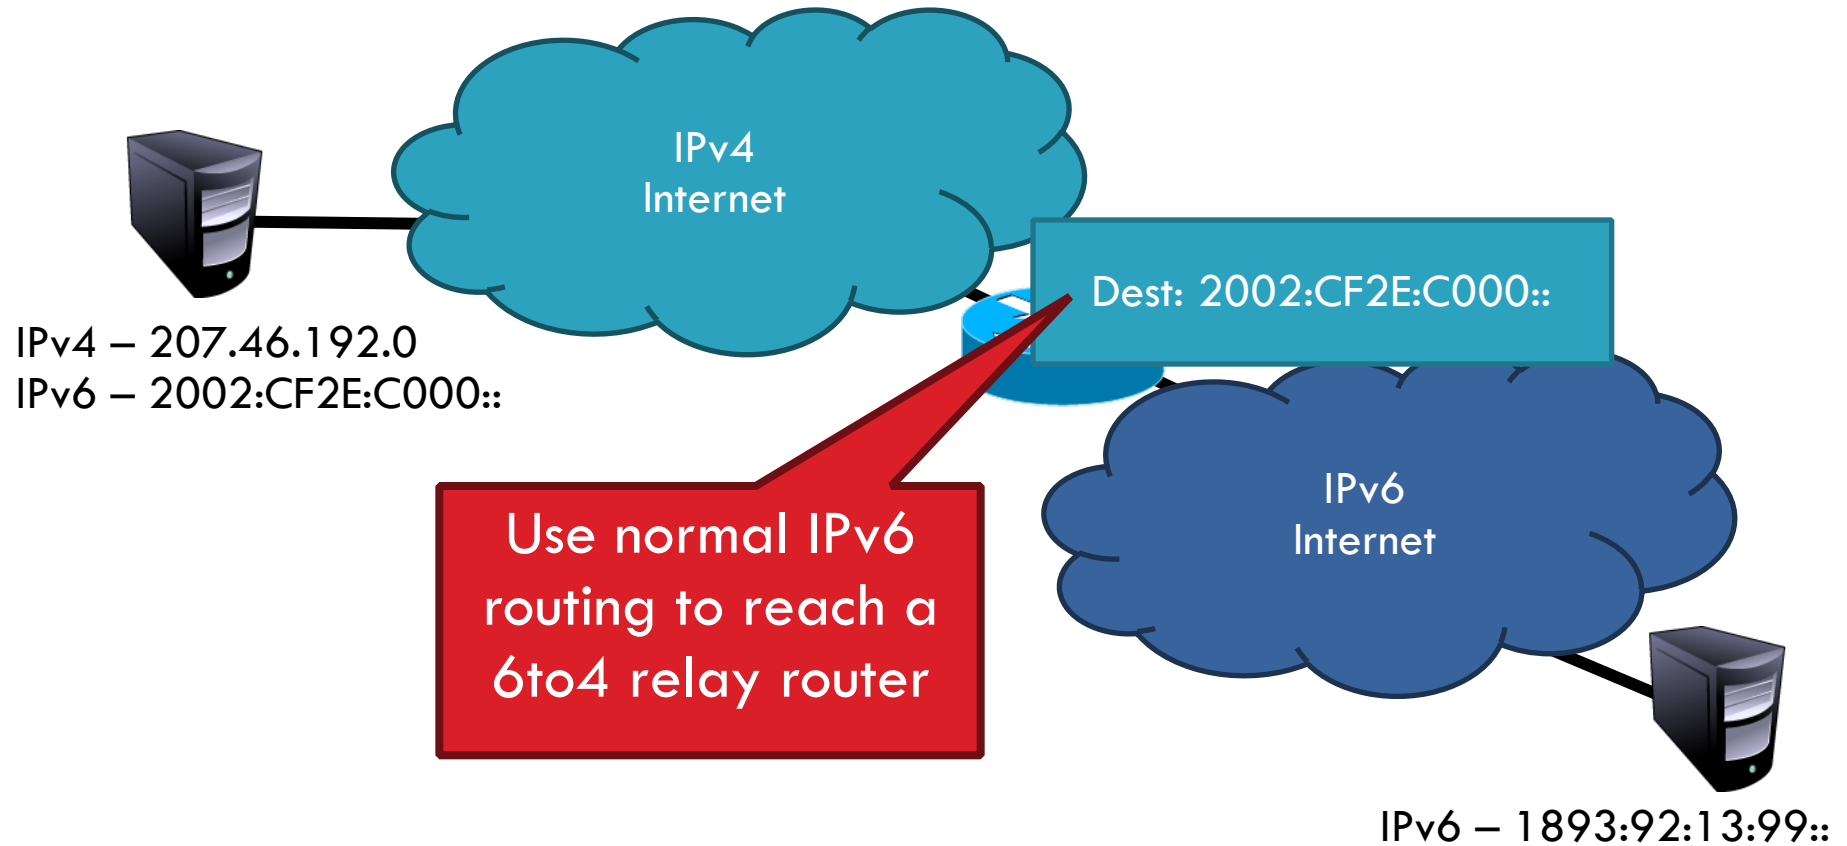 IPv4
Internet
Dest: 2002:CF2E:C000::
IPv4 – 207.46.192.0
IPv6 – 2002:CF2E:C000::
Use normal IPv6
routing to reach a
6to4 relay router
IPv6
Internet
IPv6 – 1893:92:13:99::